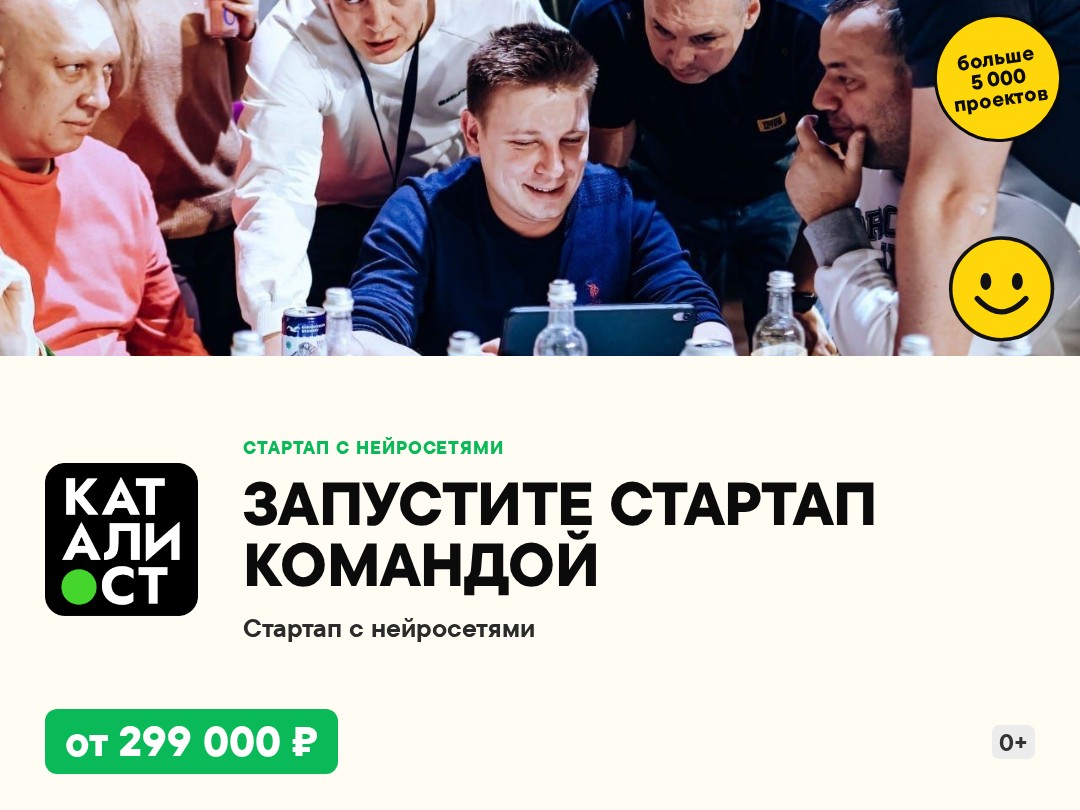 больше
5 000
проектов
СТАРТАП С НЕЙРОСЕТЯМИ
КАТ
АЛИ
СТ
ЗАПУСТИТЕ СТАРТАП
КОМАНДОЙ
Стартап с нейросетями
от 299 000 ₽
0+